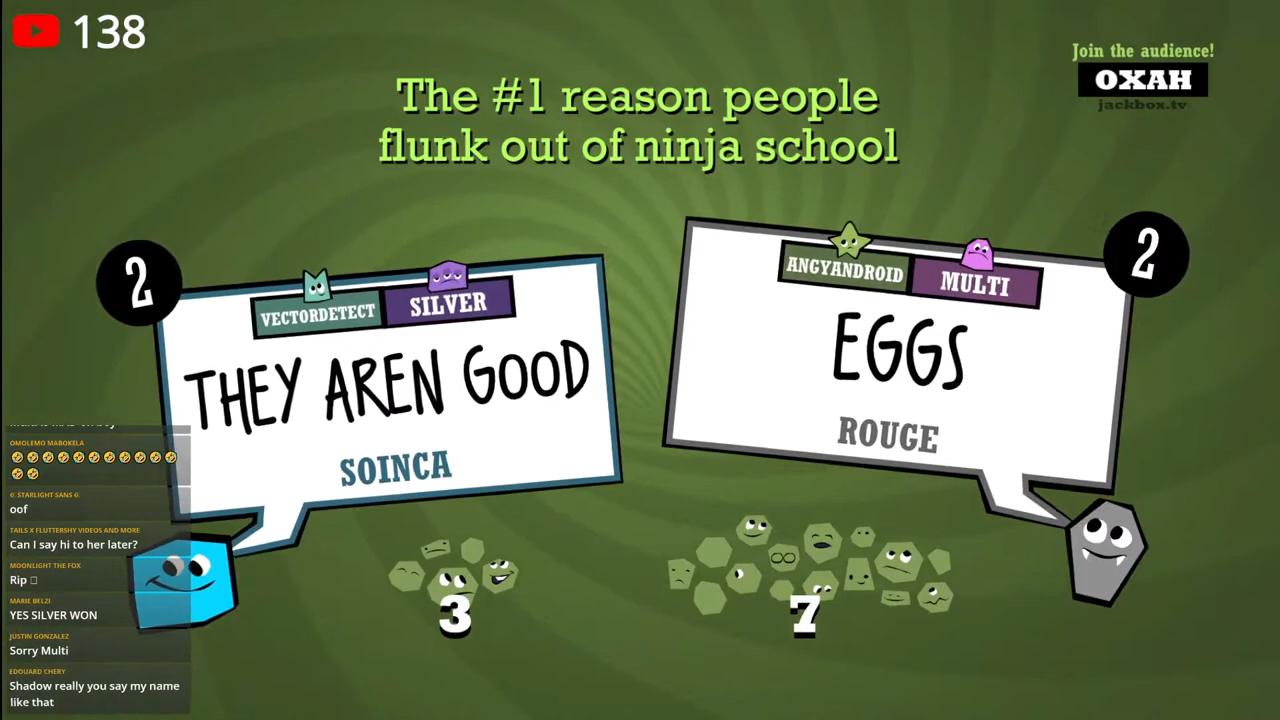 138
Join the audience!
OXAH
jackbox.tv
The #1 reason people
flunk out of ninja school
2
VECTORDETECT
SILVER
THEY AREN GOOD
SOINCA
2
ANGYANDROID
MULTI
EGGS
ROUGE
3
7
OMOLEMO MABOKELA
oof
TAILS X FLUTTERSHY VIDEOS AND MORE
Can I say hi to her later?
MOONLIGHT THE FOX
Rip
MARIE BELZI
YES SILVER WON
JUSTIN GONZALEZ
Sorry Multi
EDOUARD CHERY
Shadow really you say my name
like that